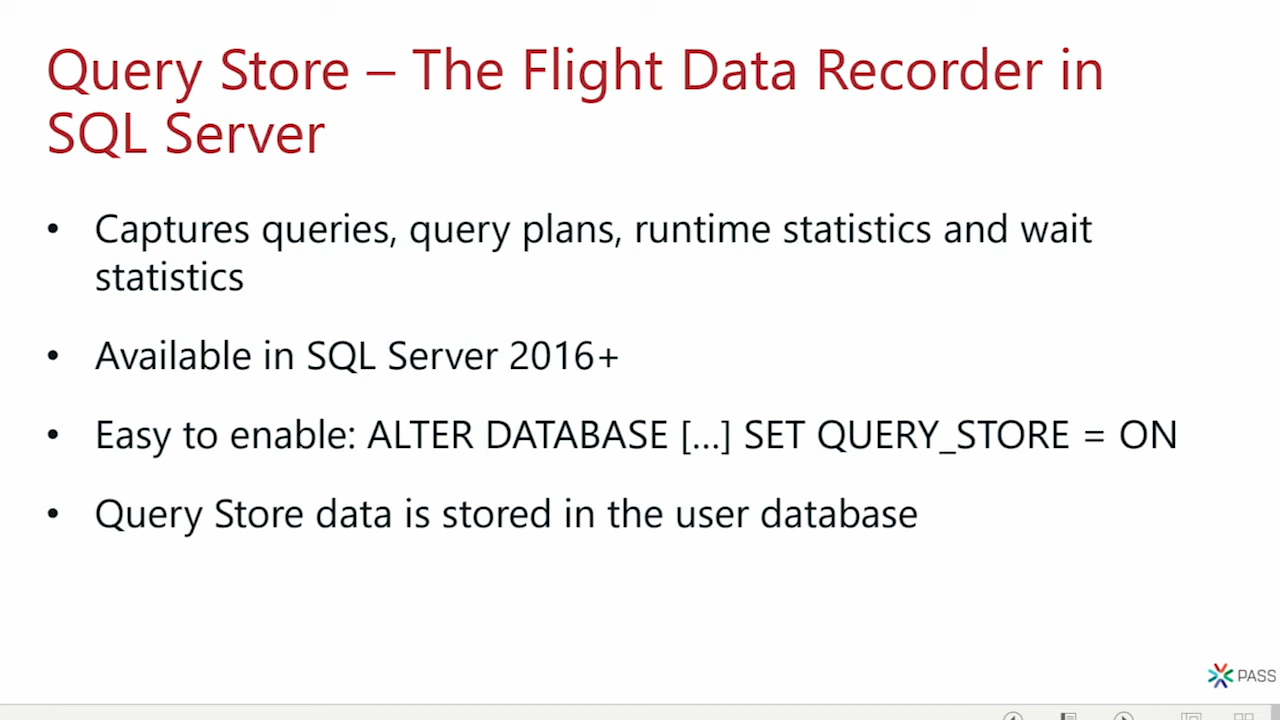 Query Store – The Flight Data Recorder in
SQL Server
• Captures queries, query plans, runtime statistics and wait
statistics
• Available in SQL Server 2016+
• Easy to enable: ALTER DATABASE [...] SET QUERY_STORE = ON
• Query Store data is stored in the user database
PASS